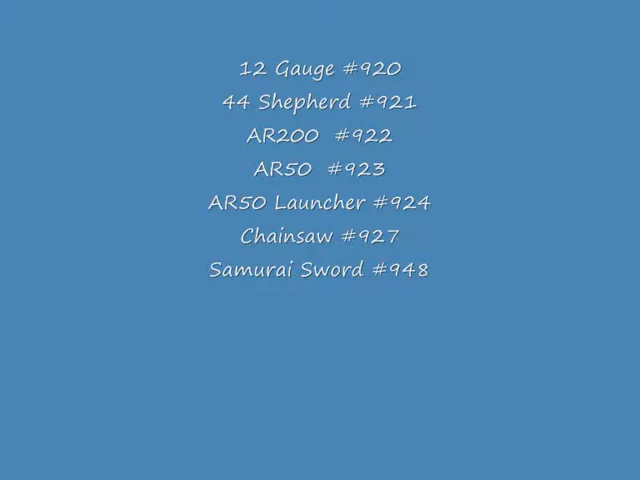 12 Gauge #920
44 Shepherd #921
AR200  #922
AR50  #923
AR50 Launcher #924
Chainsaw #927
Samurai Sword #948